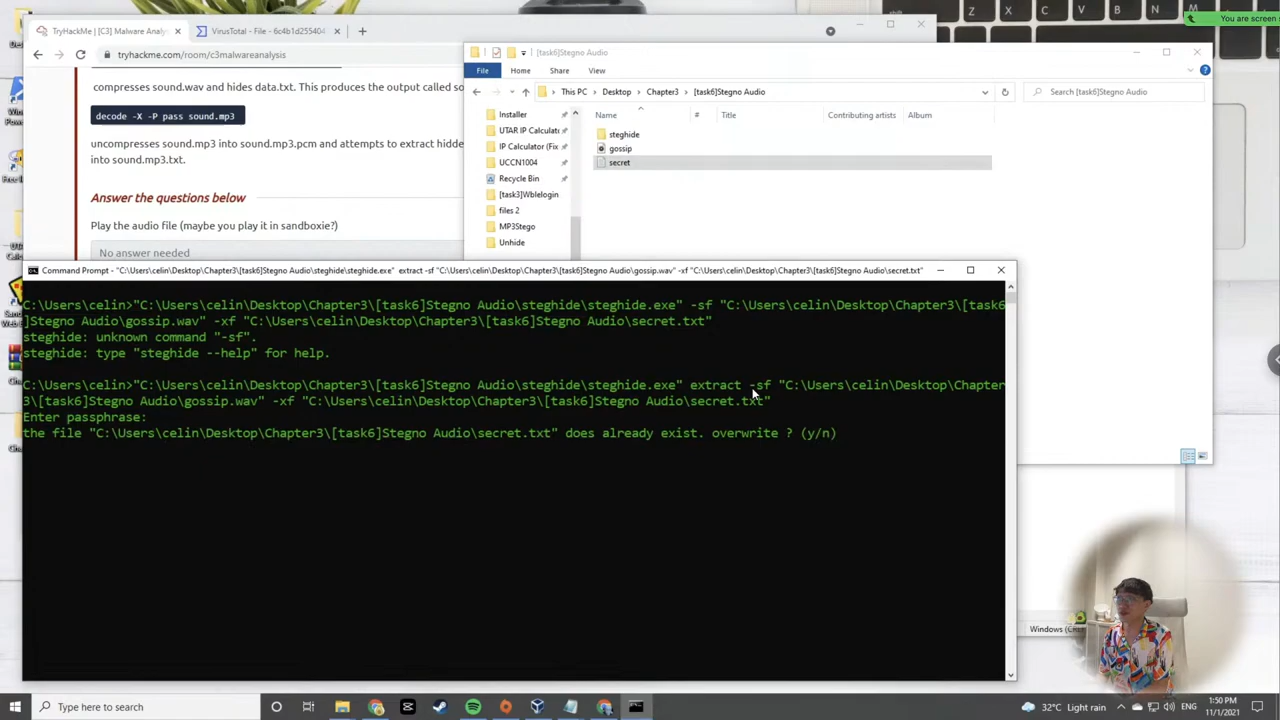 You are screen s
TryHackMe | [C3] Malware Analy
VirusTotal - File - 6c4b1d255404
tryhackme.com/room/c3malwareanalysis
compresses sound.wav and hides data.txt. This produces the output called so
decode -X -P pass sound.mp3
uncompresses sound.mp3 into sound.mp3.pcm and attempts to extract hidde
into sound.mp3.txt.
Answer the questions below
Play the audio file (maybe you play it in sandboxie?)
No answer needed
[task6]Stegno Audio
File
Home
Share
View
This PC
Desktop
Chapter3
[task6]Stegno Audio
Search [task6]Stegno Audio
Name
#
Title
Contributing artists
Album
Installer
UTAR IP Calculato
IP Calculator (Fix
UCCN1004
Recycle Bin
[task3]Wblelogin
files 2
MP3Stego
Unhide
steghide
gossip
secret
Command Prompt - "C:\Users\celin\Desktop\Chapter3\[task6]Stegno Audio\steghide\steghide.exe" extract -sf "C:\Users\celin\Desktop\Chapter3\[task6]Stegno Audio\gossip.wav" -xf "C:\Users\celin\Desktop\Chapter3\[task6]Stegno Audio\secret.txt"
C:\Users\celin>"C:\Users\celin\Desktop\Chapter3\[task6]Stegno Audio\steghide\steghide.exe" -sf "C:\Users\celin\Desktop\Chapter3\[task6
]Stegno Audio\gossip.wav" -xf "C:\Users\celin\Desktop\Chapter3\[task6]Stegno Audio\secret.txt"
steghide: unknown command "-sf".
steghide: type "steghide --help" for help.
C:\Users\celin>"C:\Users\celin\Desktop\Chapter3\[task6]Stegno Audio\steghide\steghide.exe" extract -sf "C:\Users\celin\Desktop\Chapter
3\[task6]Stegno Audio\gossip.wav" -xf "C:\Users\celin\Desktop\Chapter3\[task6]Stegno Audio\secret.txt"
Enter passphrase:
the file "C:\Users\celin\Desktop\Chapter3\[task6]Stegno Audio\secret.txt" does already exist. overwrite ? (y/n)
Windows (C
Type here to search
32°C Light rain
1:50 PM
11/1/2021